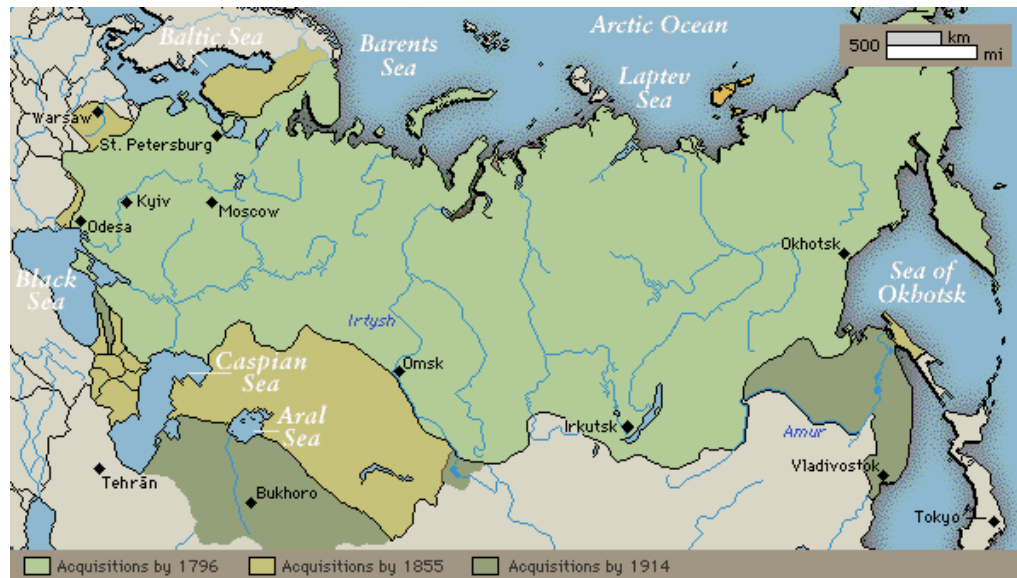 Arctic Ocean
Baltic Sea
Barents
Sea
500
km
mi
Laptev
Sea
Warsaw
St. Petersburg
Kyiv
Moscow
Odesa
Okhotsk
Black
Sea
Sea of
Okhotsk
Irtysh
Caspian
Sea
Omsk
Aral
Sea
Irkutsk
Amur
Vladivostok
Tehrān
Bukhoro
Tokyo
Acquisitions by 1796
Acquisitions by 1855
Acquisitions by 1914